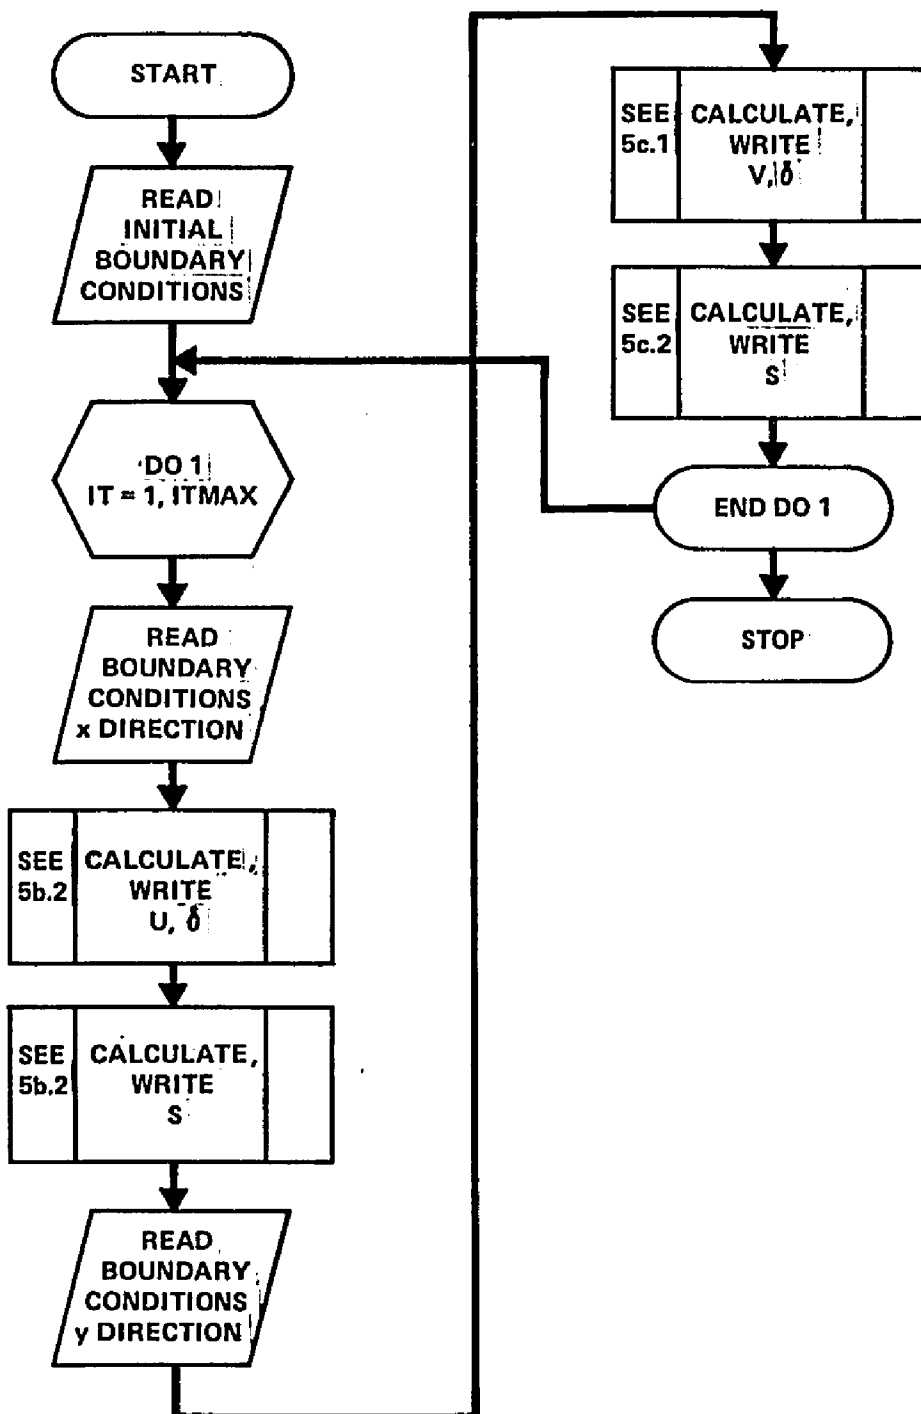 START
READ
INITIAL
BOUNDARY
CONDITIONS
DO 1
IT = 1, ITMAX
READ
BOUNDARY
CONDITIONS
x DIRECTION
SEE
5b.2
CALCULATE,
WRITE
U, δ
SEE
5b.2
CALCULATE,
WRITE
S
READ
BOUNDARY
CONDITIONS
y DIRECTION
SEE
5c.1
CALCULATE,
WRITE
V, δ
SEE
5c.2
CALCULATE,
WRITE
S
END DO 1
STOP